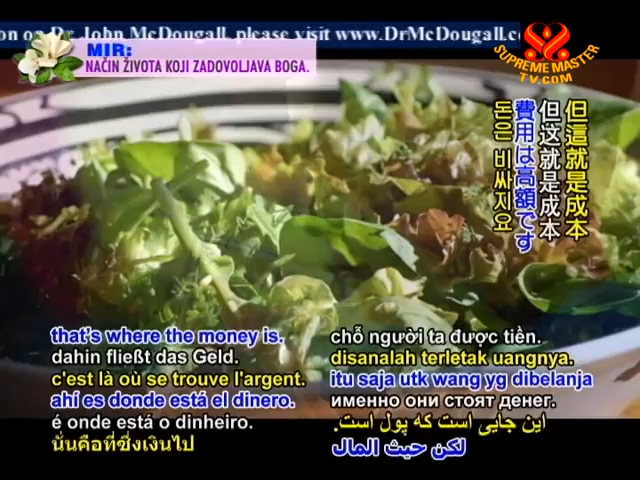 on on Dr. John McDougall, please visit www.DrMcDougall.co
MIR:
NAČIN ŽIVOTA KOJI ZADOVOLJAVA BOGA.
SUPREME MASTER
TV.COM
但這就是成本
但这就是成本
費用は高額です
돈은 비싸지요
that's where the money is.
dahin fließt das Geld.
c'est là où se trouve l'argent.
ahí es donde está el dinero.
é onde está o dinheiro.
นั่นคือที่ซึ่งเงินไป
chỗ người ta được tiền.
disanalah terletak uangnya.
itu saja utk wang yg dibelanja
именно они стоят денег.
این جایی است که پول است.
لكن حيث المال